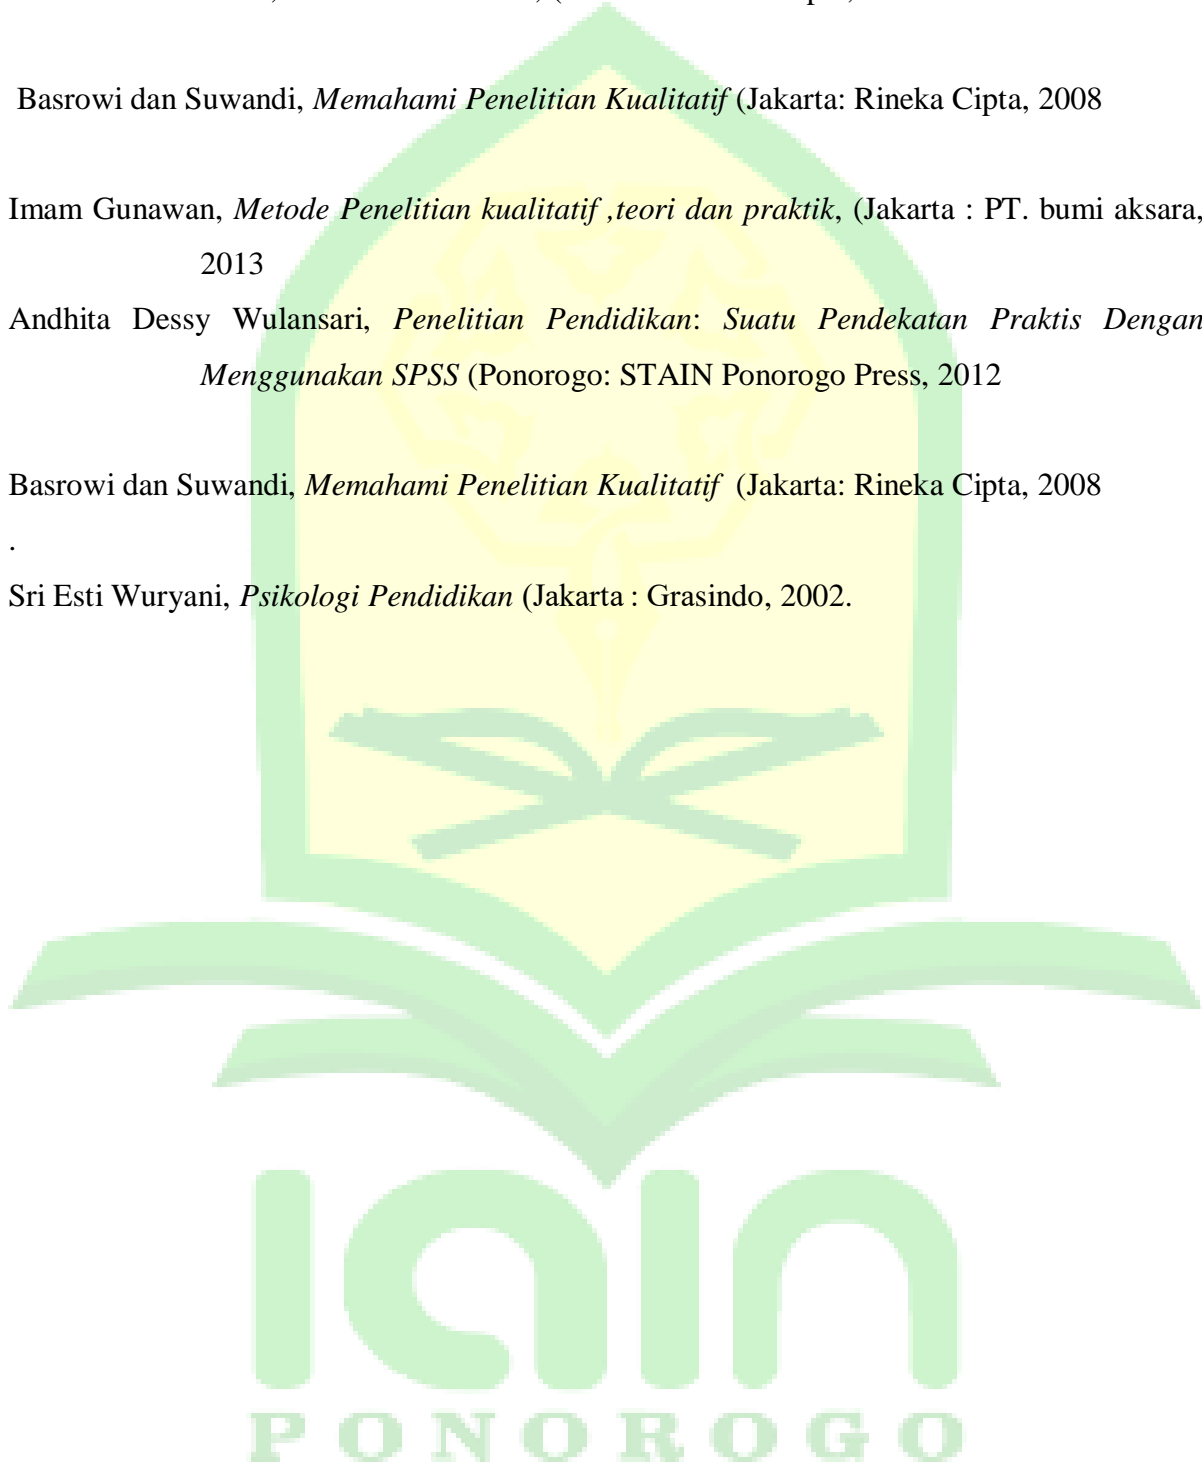 Basrowi dan Suwandi, Memahami Penelitian Kualitatif (Jakarta: Rineka Cipta, 2008
Imam Gunawan, Metode Penelitian kualitatif ,teori dan praktik, (Jakarta : PT. bumi aksara,
2013
Andhita Dessy Wulansari, Penelitian Pendidikan: Suatu Pendekatan Praktis Dengan
Menggunakan SPSS (Ponorogo: STAIN Ponorogo Press, 2012
Basrowi dan Suwandi, Memahami Penelitian Kualitatif (Jakarta: Rineka Cipta, 2008
.
Sri Esti Wuryani, Psikologi Pendidikan (Jakarta : Grasindo, 2002.
iain
PONOROGO